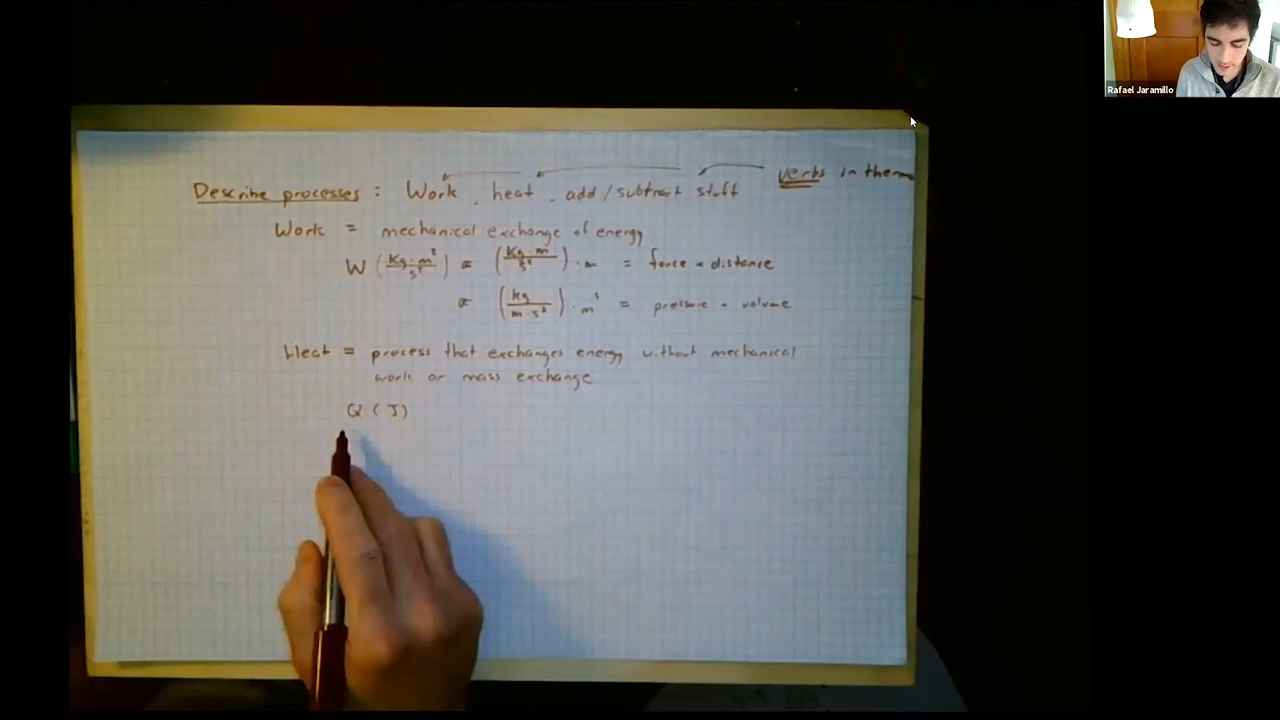 Rafael Jaramillo
verbs in thermo
Describe processes : Work , heat , add / subtract stuff
Work = mechanical exchange of energy
W (kg · m² / s²) ∝ (kg · m / s²) · m = force × distance
∝ (kg / m · s²) · m³ = pressure × volume
Heat = process that exchanges energy without mechanical
work or mass exchange
Q ( J )